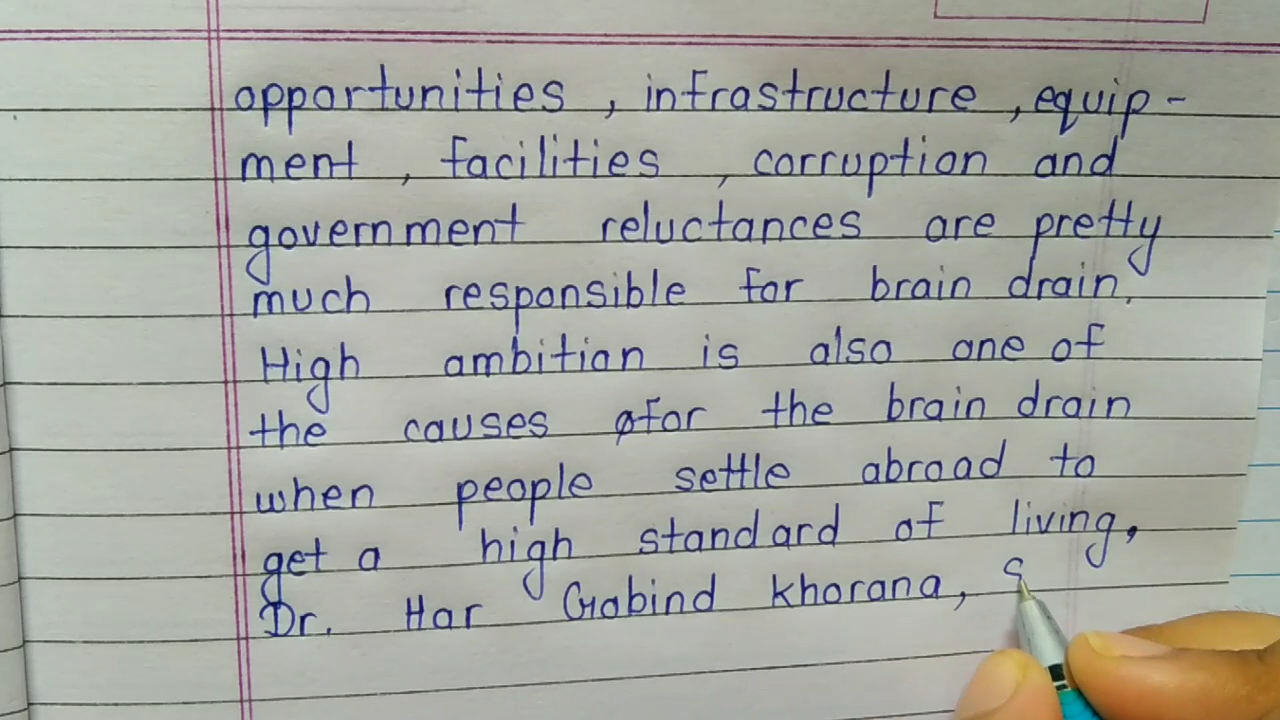 opportunities , infrastructure , equip-
ment , facilities , corruption and
government reluctances are pretty
much responsible for brain drain.
High ambition is also one of
the causes for the brain drain
when people settle abroad to
get a high standard of living.
Dr. Har Gobind khorana, S